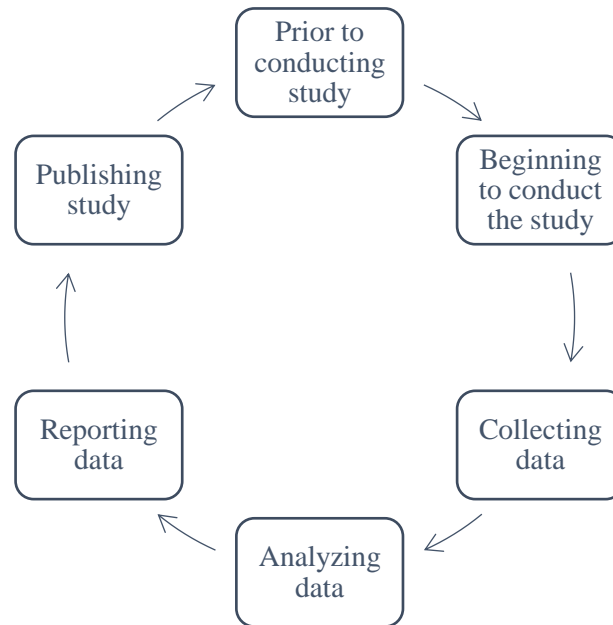 Prior to
conducting
study
Beginning
to conduct
the study
Collecting
data
Analyzing
data
Reporting
data
Publishing
study